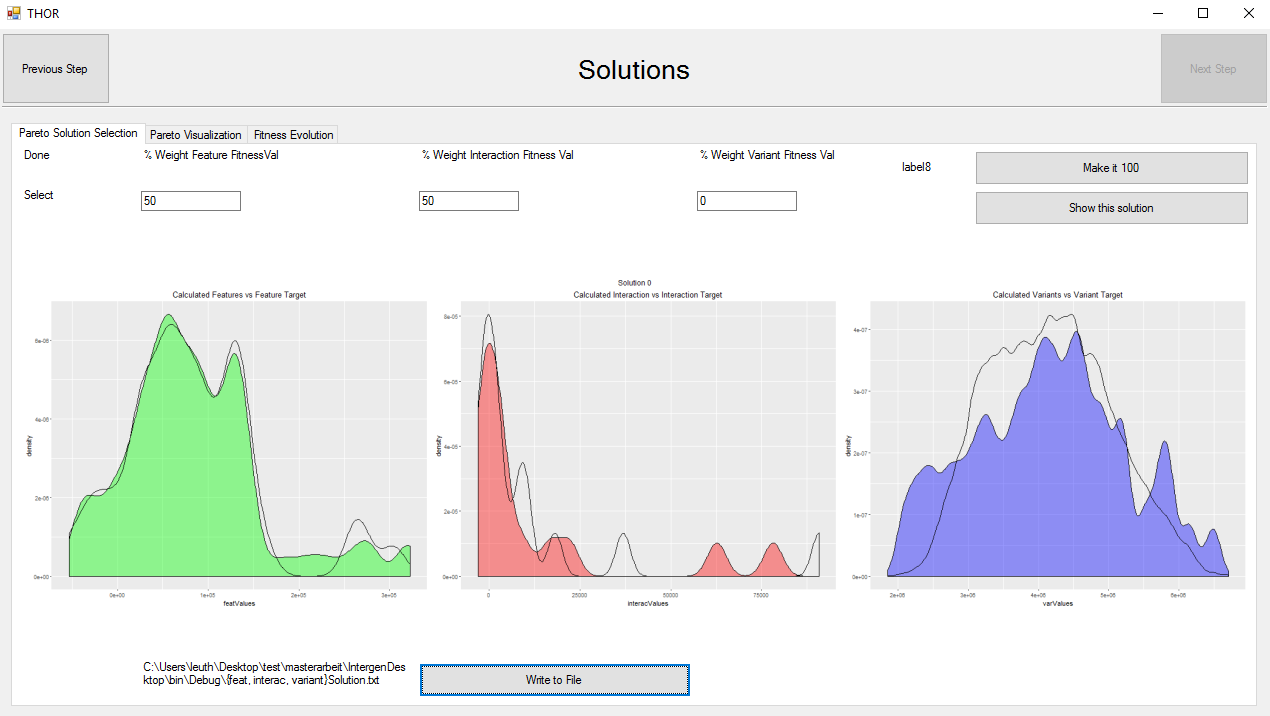 THOR
Previous Step
Solutions
Next Step
Pareto Solution Selection
Pareto Visualization
Fitness Evolution
Done
% Weight Feature FitnessVal
% Weight Interaction Fitness Val
% Weight Variant Fitness Val
label8
Make it 100
Select
50
50
0
Show this solution
Solution 0
Calculated Features vs Feature Target
Calculated Interaction vs Interaction Target
Calculated Variants vs Variant Target
density
6e-06
4e-06
2e-06
0e+00
0e+00
1e+05
2e+05
3e+05
featValues
density
8e-05
6e-05
4e-05
2e-05
0e+00
0
25000
50000
75000
interacValues
density
4e-07
3e-07
2e-07
1e-07
0e+00
2e+06
3e+06
4e+06
5e+06
6e+06
varValues
C:\Users\leuth\Desktop\test\masterarbeit\IntergenDes
ktop\bin\Debug\{feat, interac, variant}Solution.txt
Write to File